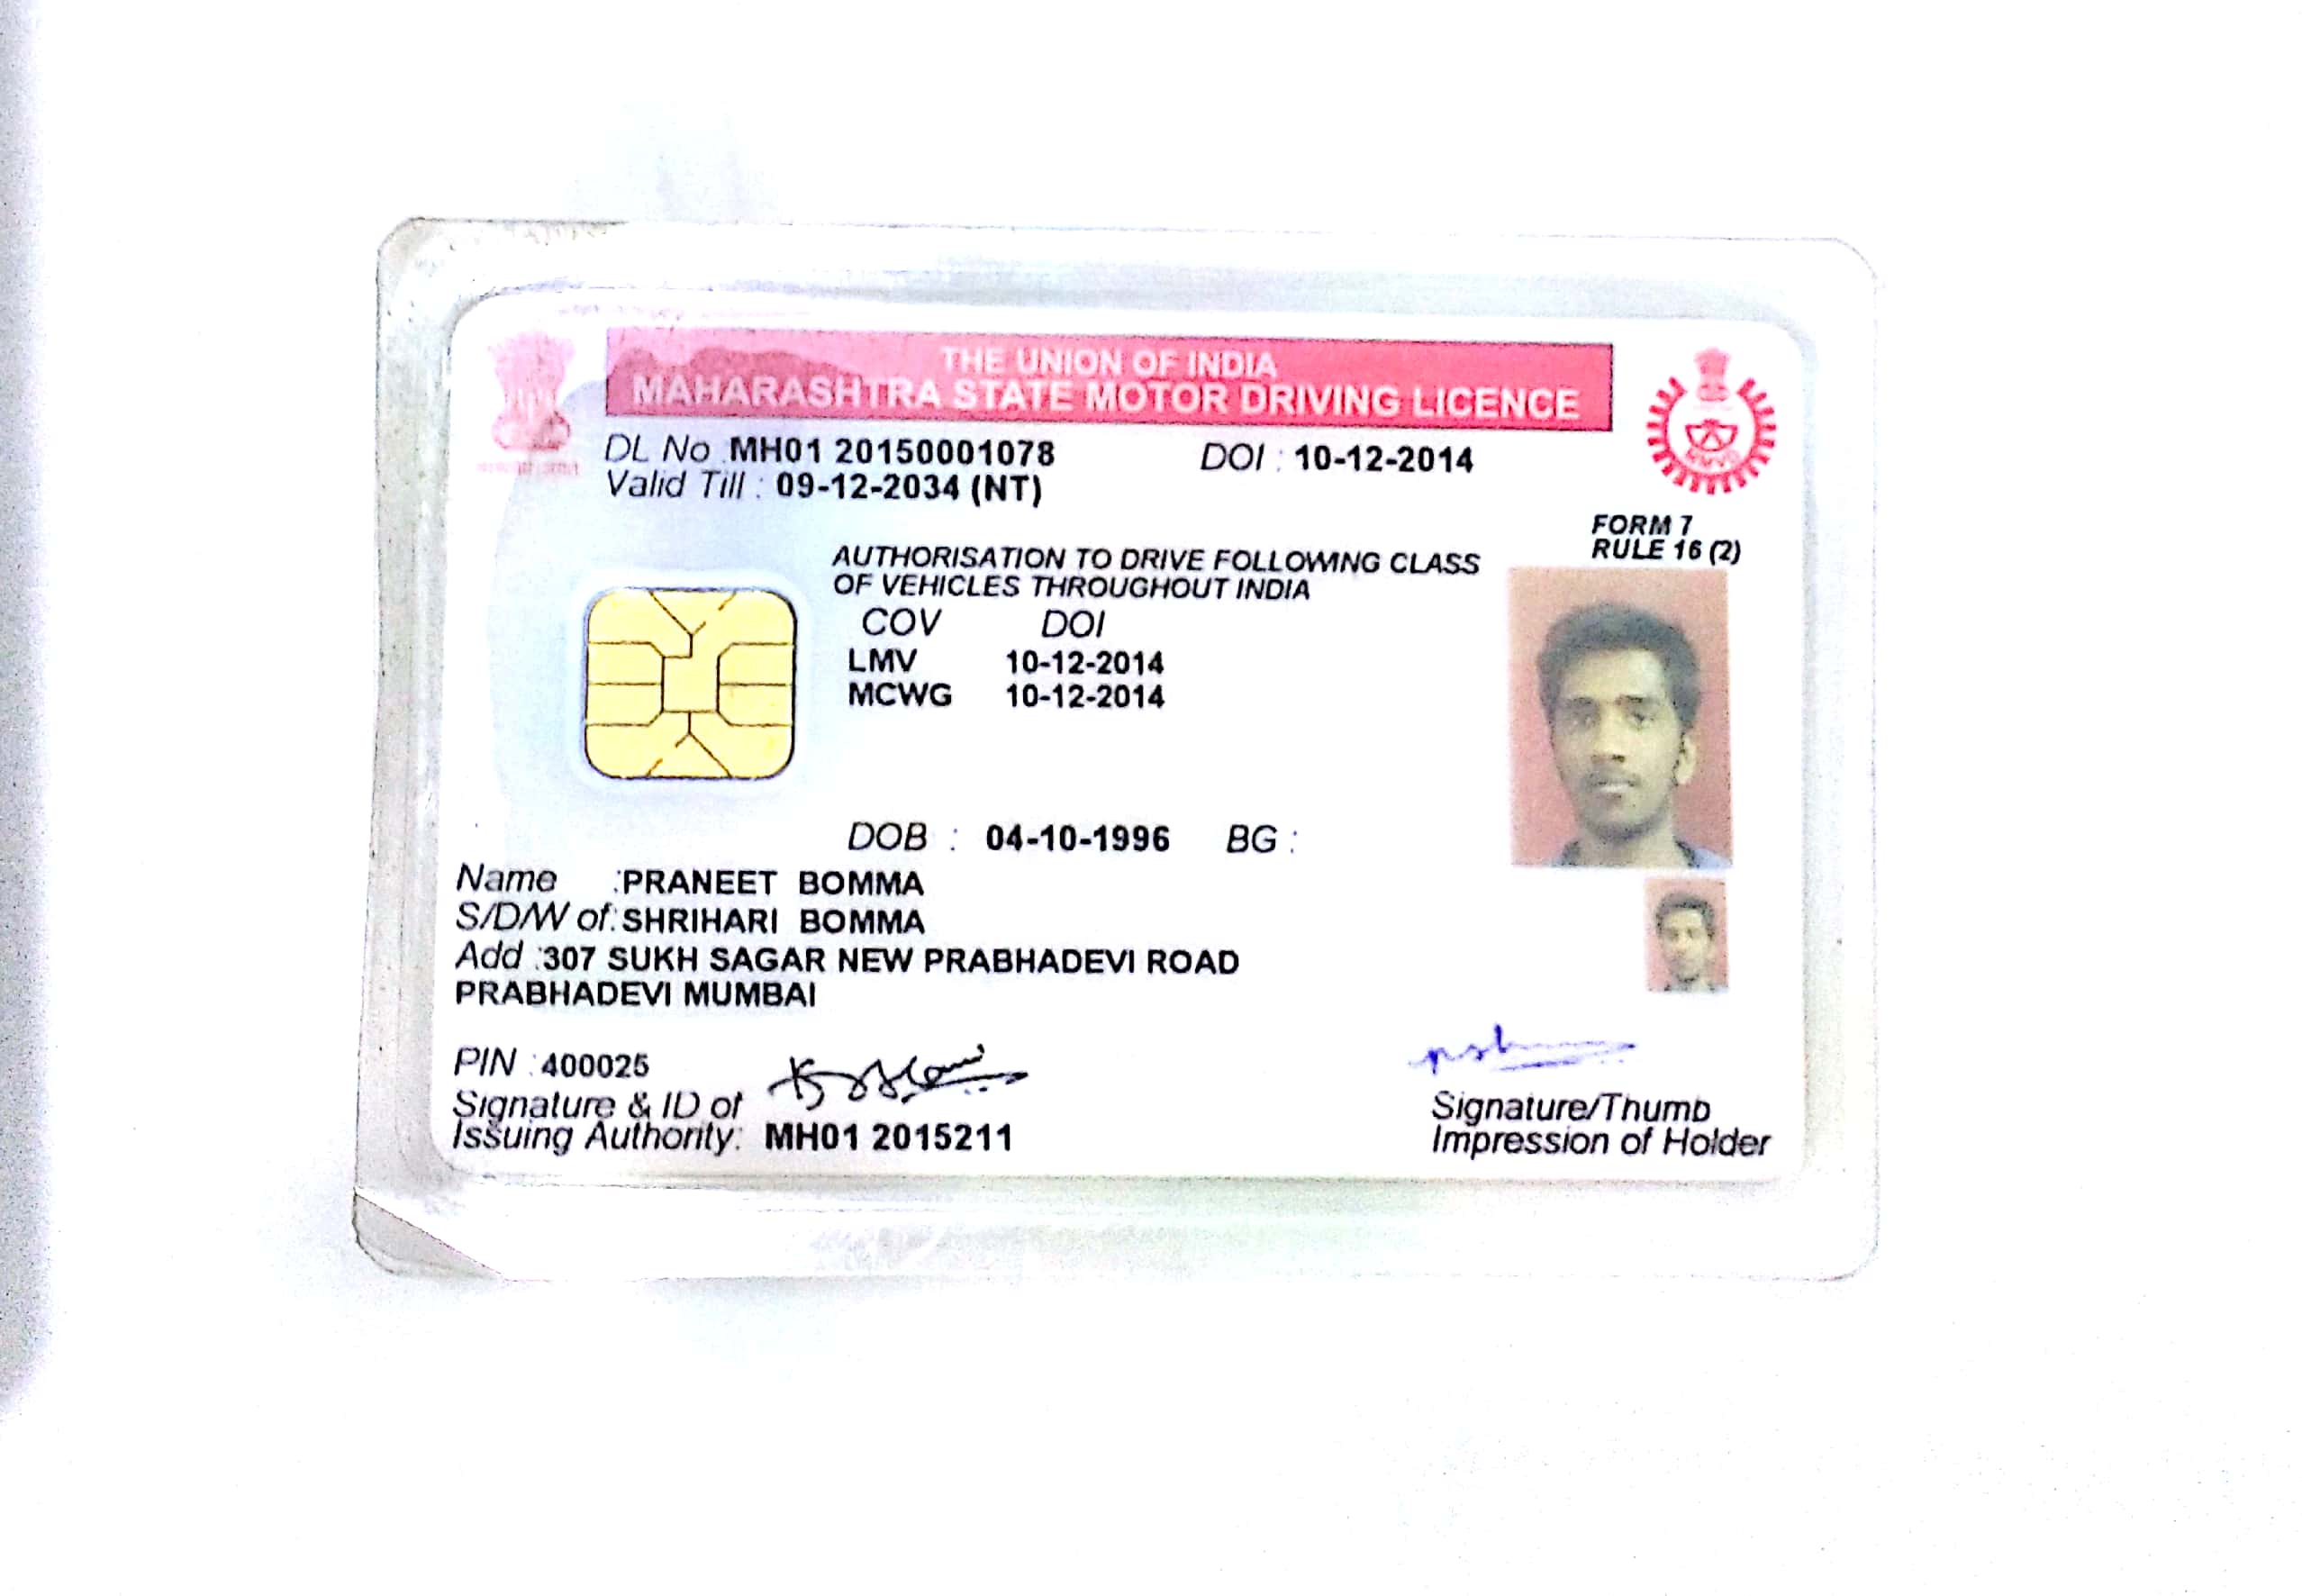 THE UNION OF INDIA
MAHARASHTRA STATE MOTOR DRIVING LICENCE
DL No : MH01 20150001078 DOI : 10-12-2014
Valid Till : 09-12-2034 (NT)
FORM 7
RULE 16 (2)
AUTHORISATION TO DRIVE FOLLOWING CLASS
OF VEHICLES THROUGHOUT INDIA
COV DOI
LMV 10-12-2014
MCWG 10-12-2014
DOB : 04-10-1996 BG :
Name : PRANEET BOMMA
S/D/W of : SHRIHARI BOMMA
Add : 307 SUKH SAGAR NEW PRABHADEVI ROAD
PRABHADEVI MUMBAI
PIN : 400025
Signature & ID of
Issuing Authority: MH01 2015211
Signature/Thumb
Impression of Holder